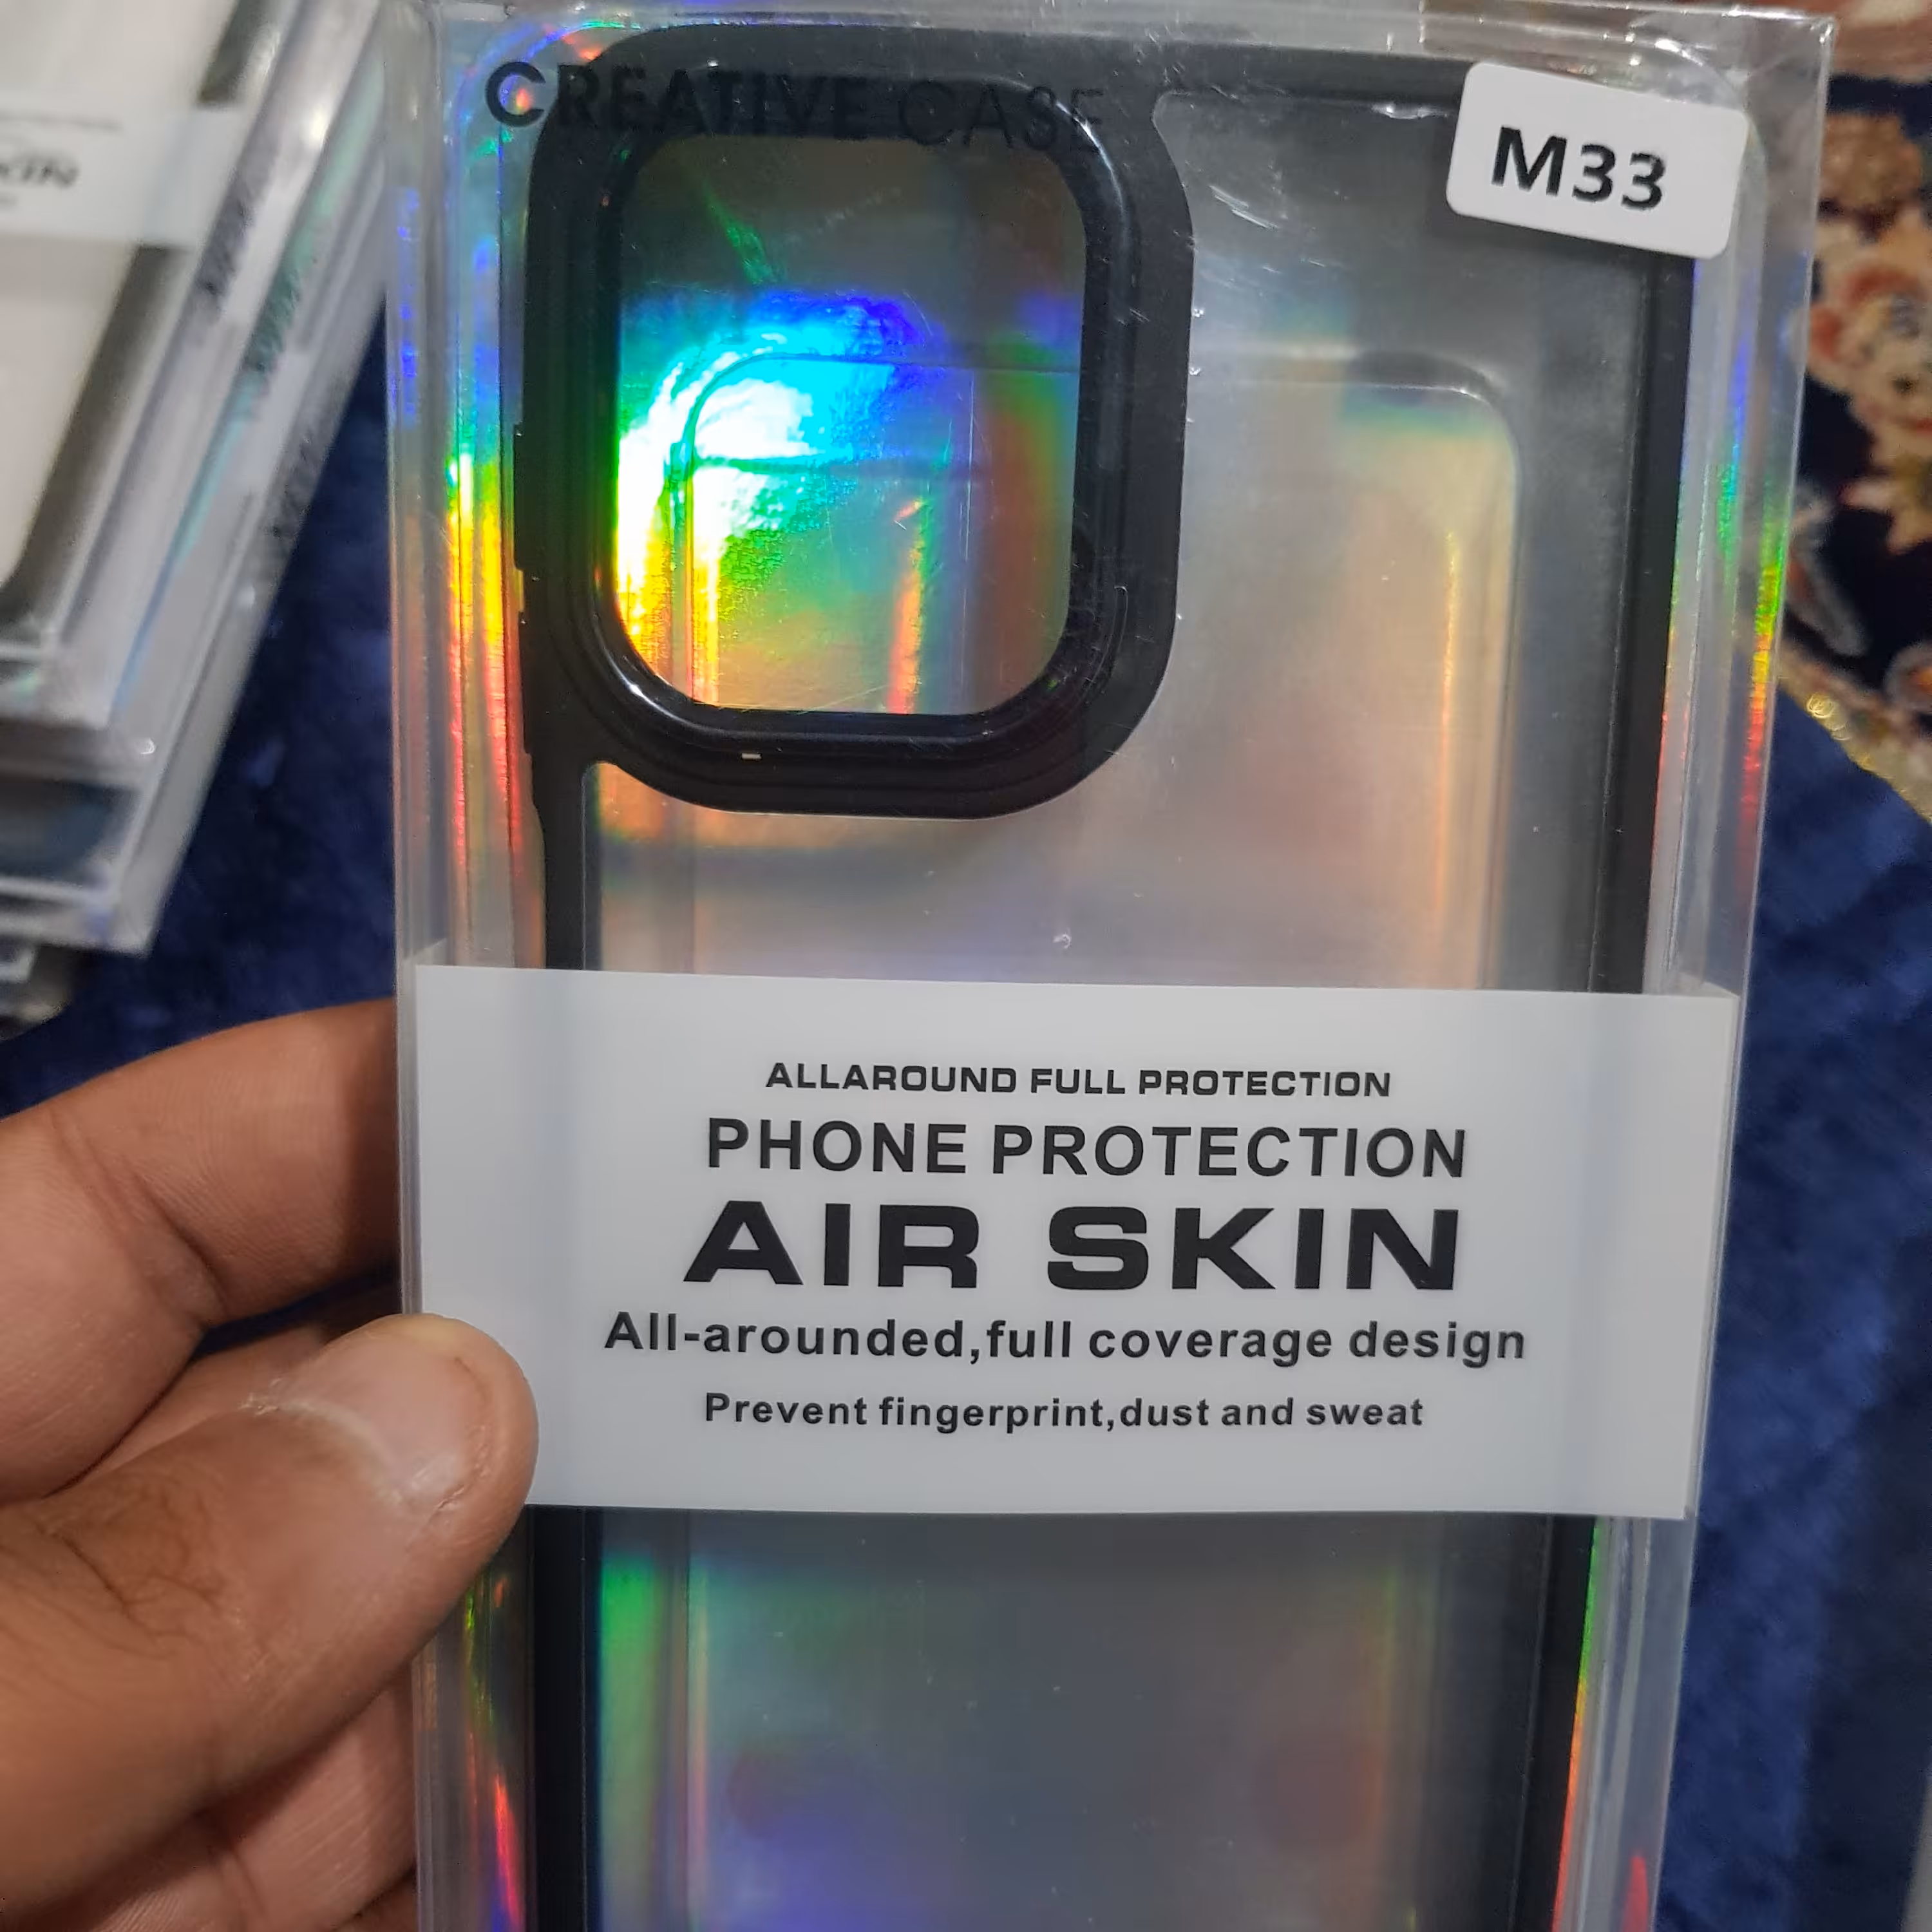 CREATIVE CASE
M33
ALLAROUND FULL PROTECTION
PHONE PROTECTION
AIR SKIN
All-arounded,full coverage design
Prevent fingerprint,dust and sweat